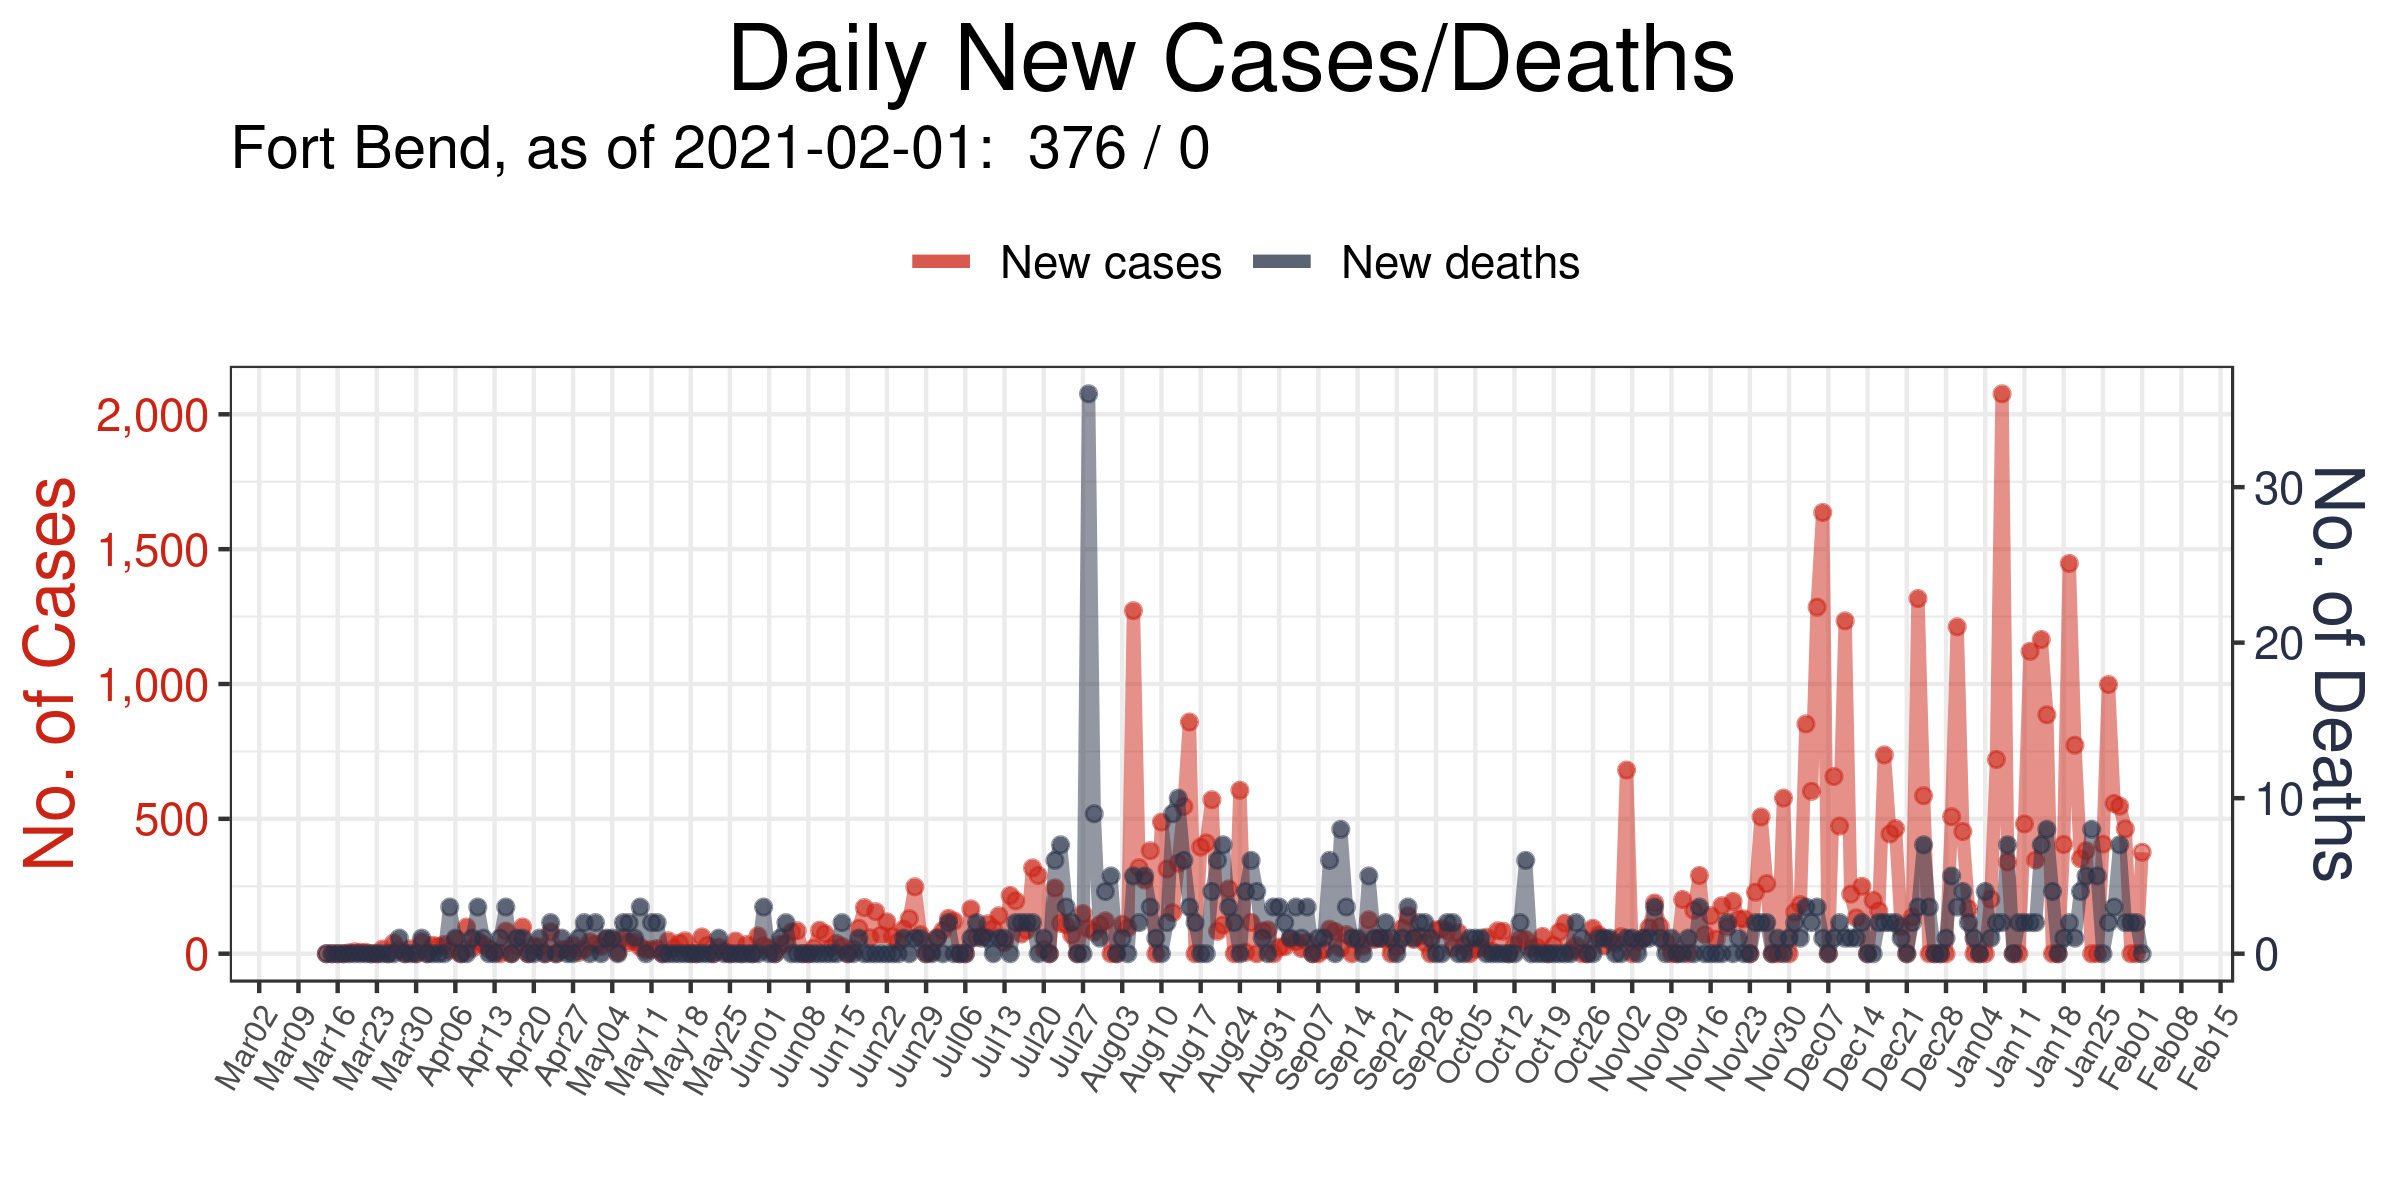 Daily New Cases/Deaths
Fort Bend, as of 2021-02-01:  376 / 0
New cases
New deaths
No. of Cases
2,000
1,500
1,000
500
0
30
20
10
0
No. of Deaths
Mar02
Mar09
Mar16
Mar23
Mar30
Apr06
Apr13
Apr20
Apr27
May04
May11
May18
May25
Jun01
Jun08
Jun15
Jun22
Jun29
Jul06
Jul13
Jul20
Jul27
Aug03
Aug10
Aug17
Aug24
Aug31
Sep07
Sep14
Sep21
Sep28
Oct05
Oct12
Oct19
Oct26
Nov02
Nov09
Nov16
Nov23
Nov30
Dec07
Dec14
Dec21
Dec28
Jan04
Jan11
Jan18
Jan25
Feb01
Feb08
Feb15